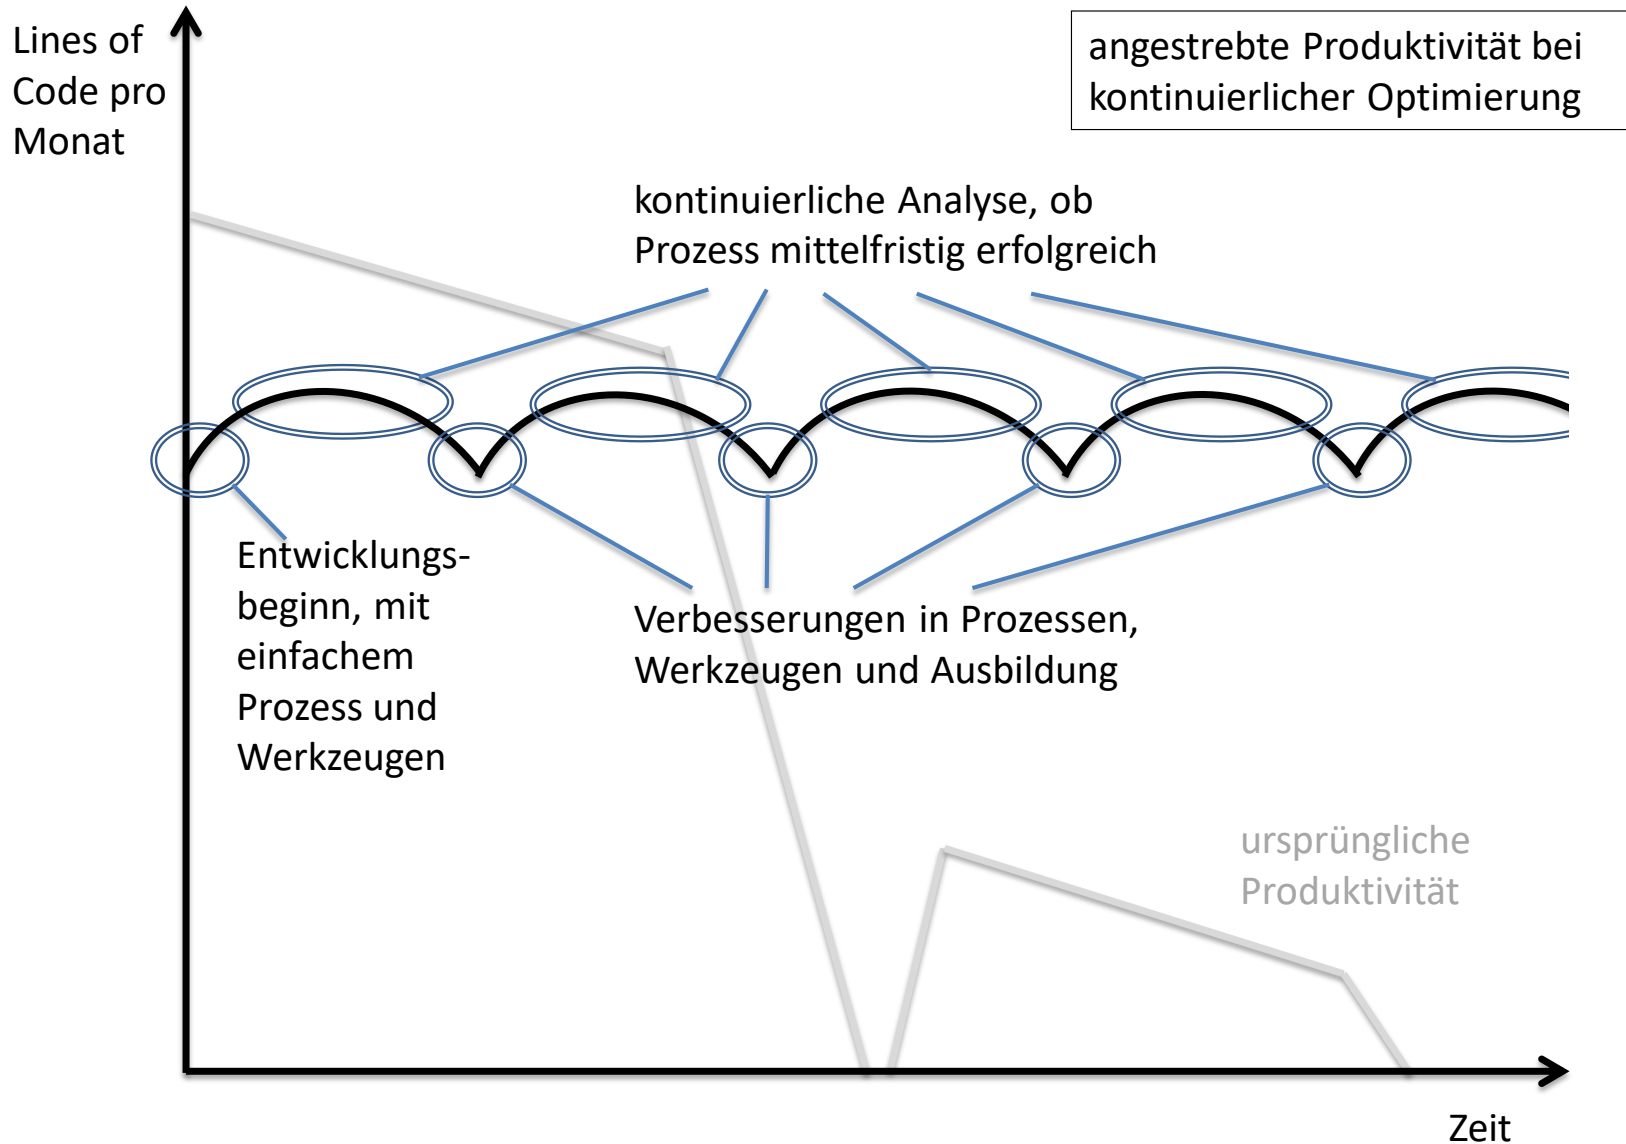 Lines of
Code pro
Monat
angestrebte Produktivität bei
kontinuierlicher Optimierung
kontinuierliche Analyse, ob
Prozess mittelfristig erfolgreich
Entwicklungs-
beginn, mit
einfachem
Prozess und
Werkzeugen
Verbesserungen in Prozessen,
Werkzeugen und Ausbildung
ursprüngliche
Produktivität
Zeit